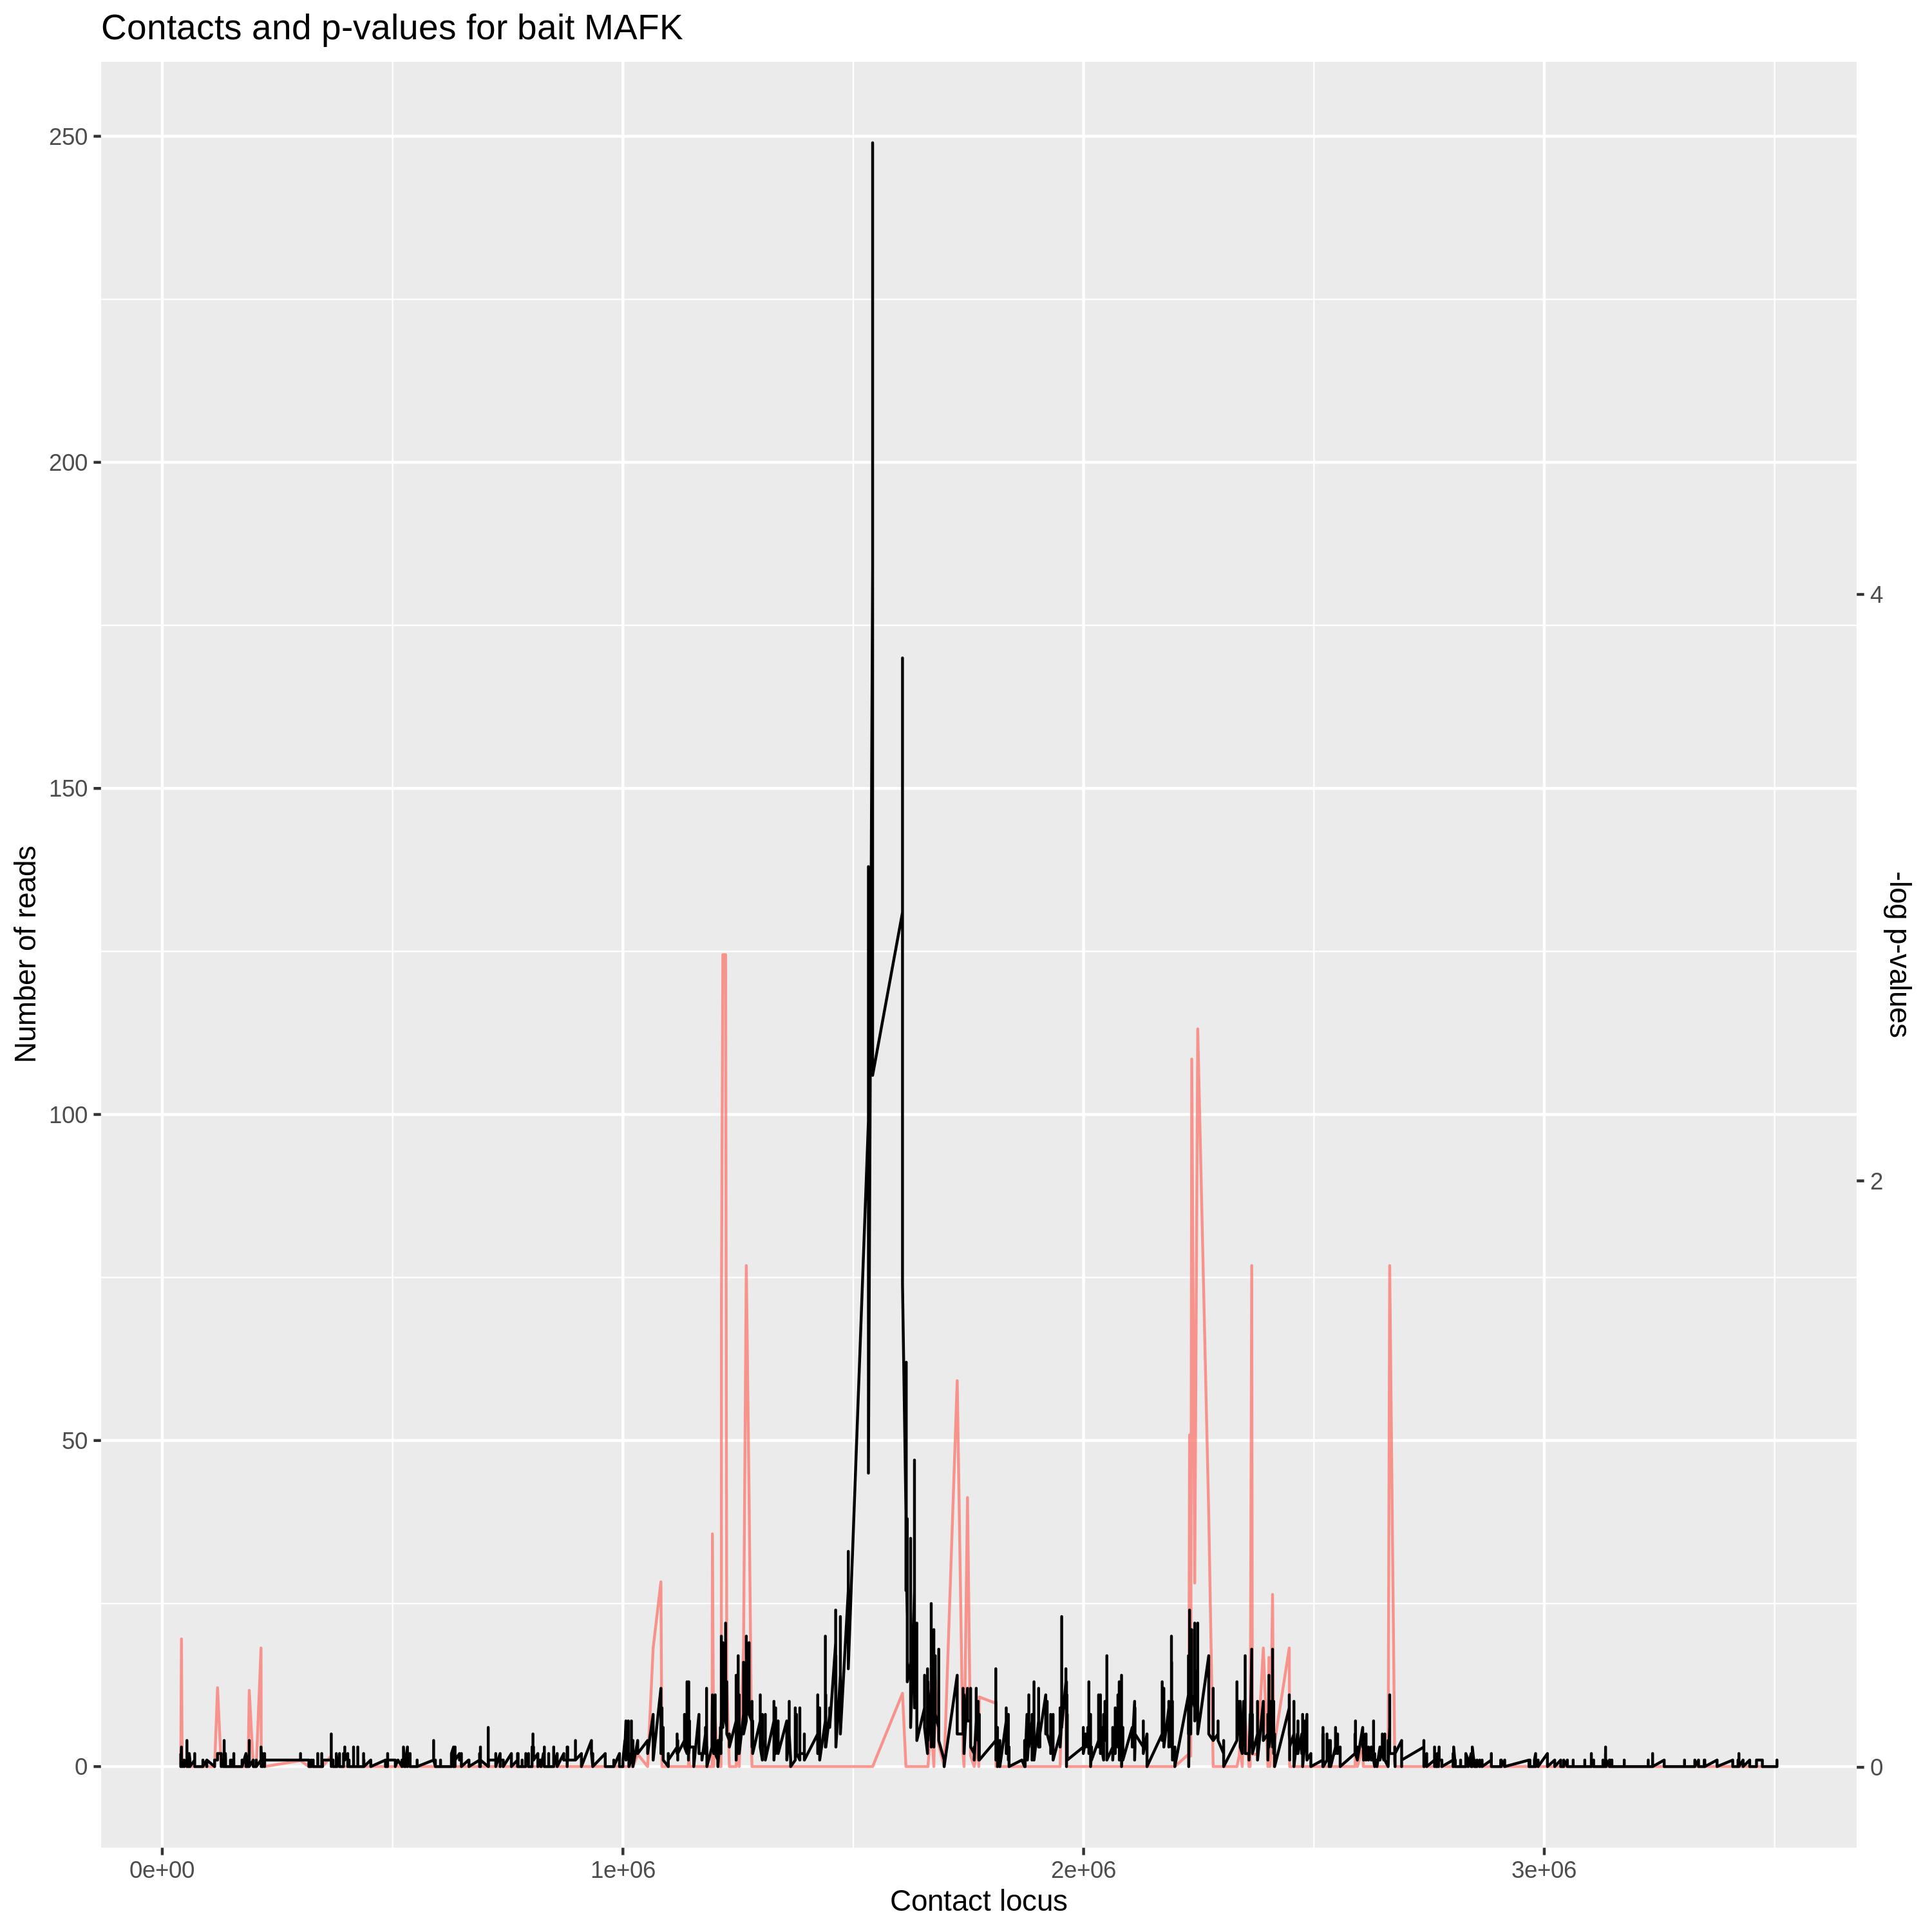 Contacts and p-values for bait MAFK
250
200
150
100
50
0
Number of reads
4
2
0
-log p-values
0e+00
1e+06
2e+06
3e+06
Contact locus